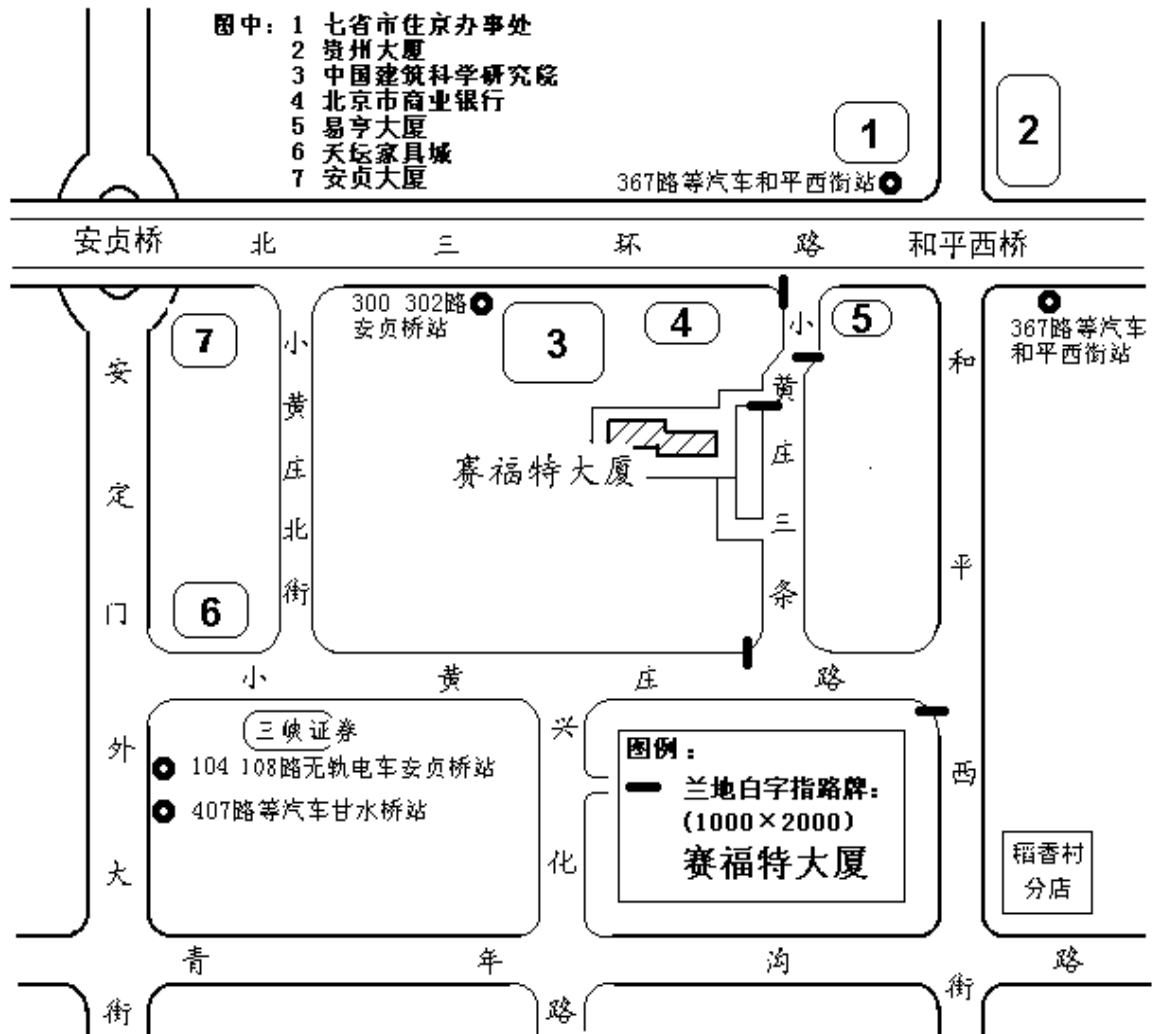 图中：1 七省市住京办事处
2 贵州大厦
3 中国建筑科学研究院
4 北京市商业银行
5 易亨大厦
6 天坛家具城
7 安贞大厦
1
2
367路等汽车和平西街站
安贞桥
北三环路
和平西桥
300 302路
安贞桥站
3
4
5
7
6
367路等汽车
和平西街站
小黄庄北街
小黄庄三条
赛福特大厦
安定门外大街
和平西街
小黄庄路
三峡证券
104 108路无轨电车安贞桥站
407路等汽车甘水桥站
兴化路
图例：
兰地白字指路牌：
(1000×2000)
赛福特大厦
稻香村
分店
青年沟路